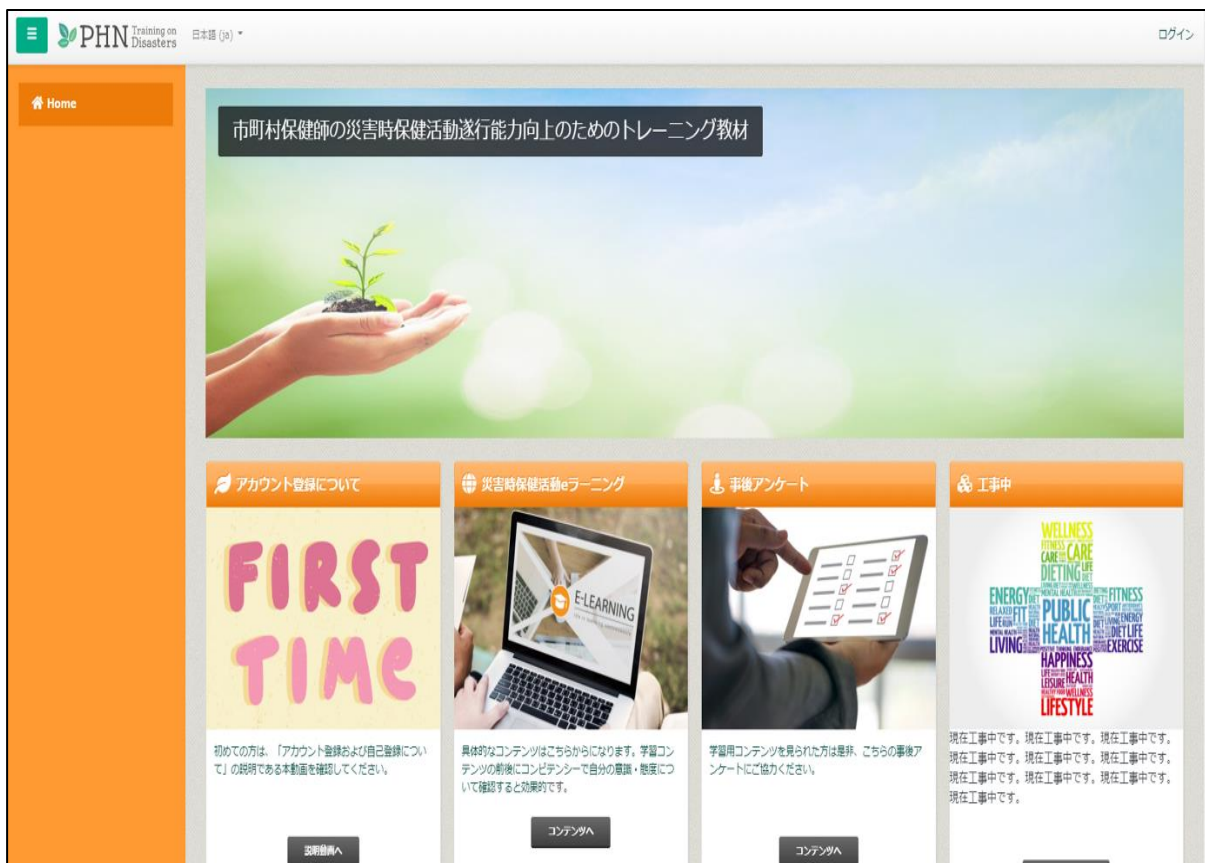 PHN Training on
Disasters
日本語 (ja)
ログイン
Home
市町村保健師の災害時保健活動遂行能力向上のためのトレーニング教材
アカウント登録について
災害時保健活動eラーニング
事後アンケート
工事中
FIRST
TIME
E-LEARNING
WELLNESS
FITNESS
CARE CARE
DIETING LIFE
ENERGY DIET FITNESS
RELAXED FIT SPORT
PUBLIC
HEALTH
LIVING EXERCISE
DIET LIFE
HAPPINESS
LEISURE HEALTH
WELLNESS
LIFESTYLE
初めての方は、「アカウント登録および自己登録につい
て」の説明である本動画を確認してください。
具体的なコンテンツはこちらからになります。学習コン
テンツの前後にコンピテンシーで自分の意識・態度につ
いて確認すると効果的です。
学習用コンテンツを見られた方は是非、こちらの事後ア
ンケートにご協力ください。
現在工事中です。現在工事中です。現在工事中です。
現在工事中です。現在工事中です。現在工事中です。
現在工事中です。現在工事中です。現在工事中です。
現在工事中です。
説明動画へ
コンテンツへ
コンテンツへ